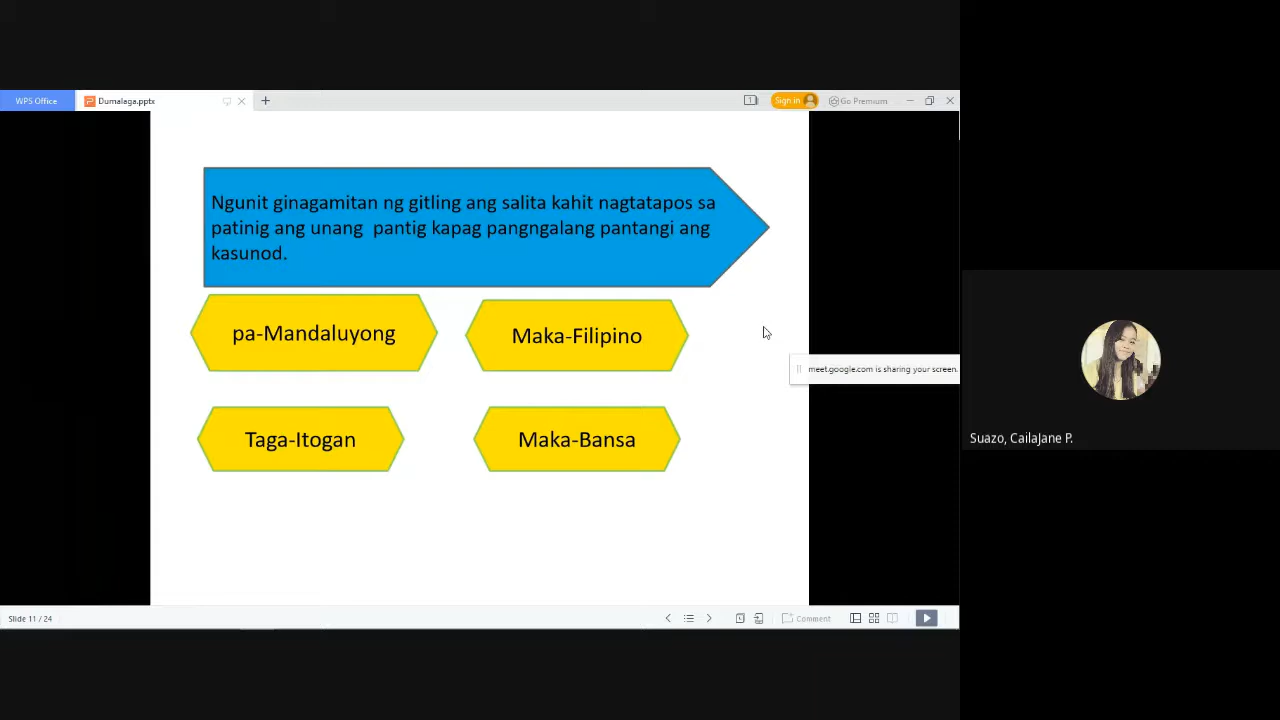 WPS Office
Dumalaga.pptx
1
Sign in
Go Premium
Ngunit ginagamitan ng gitling ang salita kahit nagtatapos sa
patinig ang unang pantig kapag pangngalang pantangi ang
kasunod.
pa-Mandaluyong
Maka-Filipino
meet.google.com is sharing your screen.
Taga-Itogan
Maka-Bansa
Suazo, CailaJane P.
Slide 11 / 24
Comment